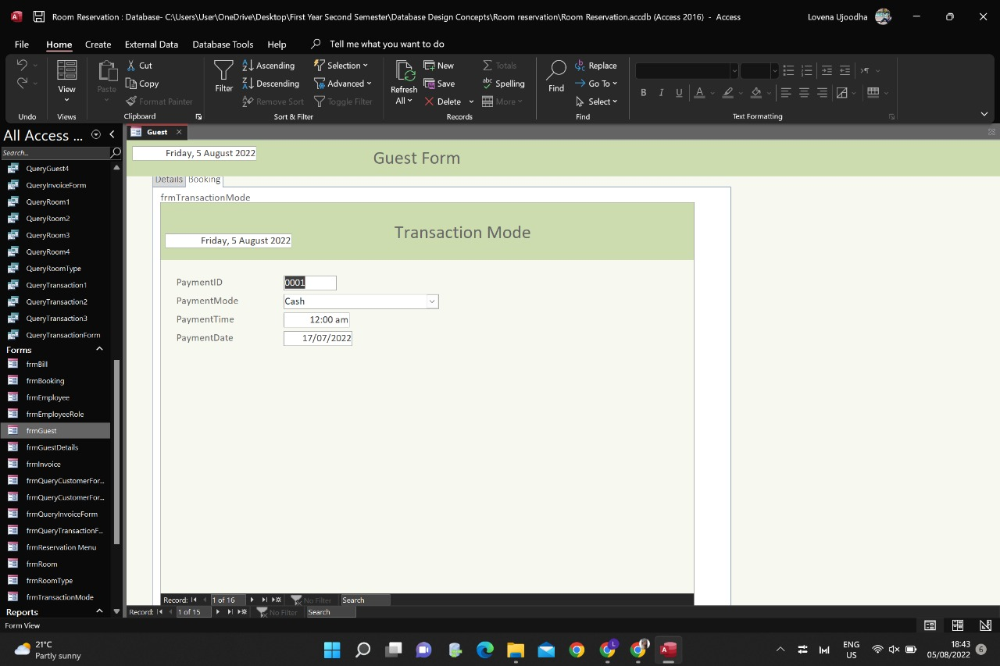 Room Reservation : Database- C:\Users\User\OneDrive\Desktop\First Year Second Semester\Database Design Concepts\Room reservation\Room Reservation.accdb (Access 2016) - Access
Lovena Ujoodha
File Home Create External Data Database Tools Help Tell me what you want to do
Undo
View
Views
Paste
Cut
Copy
Format Painter
Clipboard
Filter
Ascending
Descending
Remove Sort
Selection
Advanced
Toggle Filter
Sort & Filter
Refresh
All
New
Save
Delete
Totals
Spelling
More
Records
Find
Replace
Go To
Select
Find
B I U A
Text Formatting
All Access ...
Search...
QueryGuest4
QueryInvoiceForm
QueryRoom1
QueryRoom2
QueryRoom3
QueryRoom4
QueryRoomType
QueryTransaction1
QueryTransaction2
QueryTransaction3
QueryTransactionForm
Forms
frmBill
frmBooking
frmEmployee
frmEmployeeRole
frmGuest
frmGuestDetails
frmInvoice
frmQueryCustomerFor...
frmQueryCustomerFor...
frmQueryInvoiceForm
frmQueryTransactionF...
frmReservation Menu
frmRoom
frmRoomType
frmTransactionMode
Reports
Guest
Friday, 5 August 2022
Guest Form
Details Booking
frmTransactionMode
Transaction Mode
Friday, 5 August 2022
PaymentID 0001
PaymentMode Cash
PaymentTime 12:00 am
PaymentDate 17/07/2022
Record: 1 of 16 No Filter Search
Record: 1 of 15 No Filter Search
Form View
21°C
Partly sunny
ENG
US
18:43
05/08/2022
6